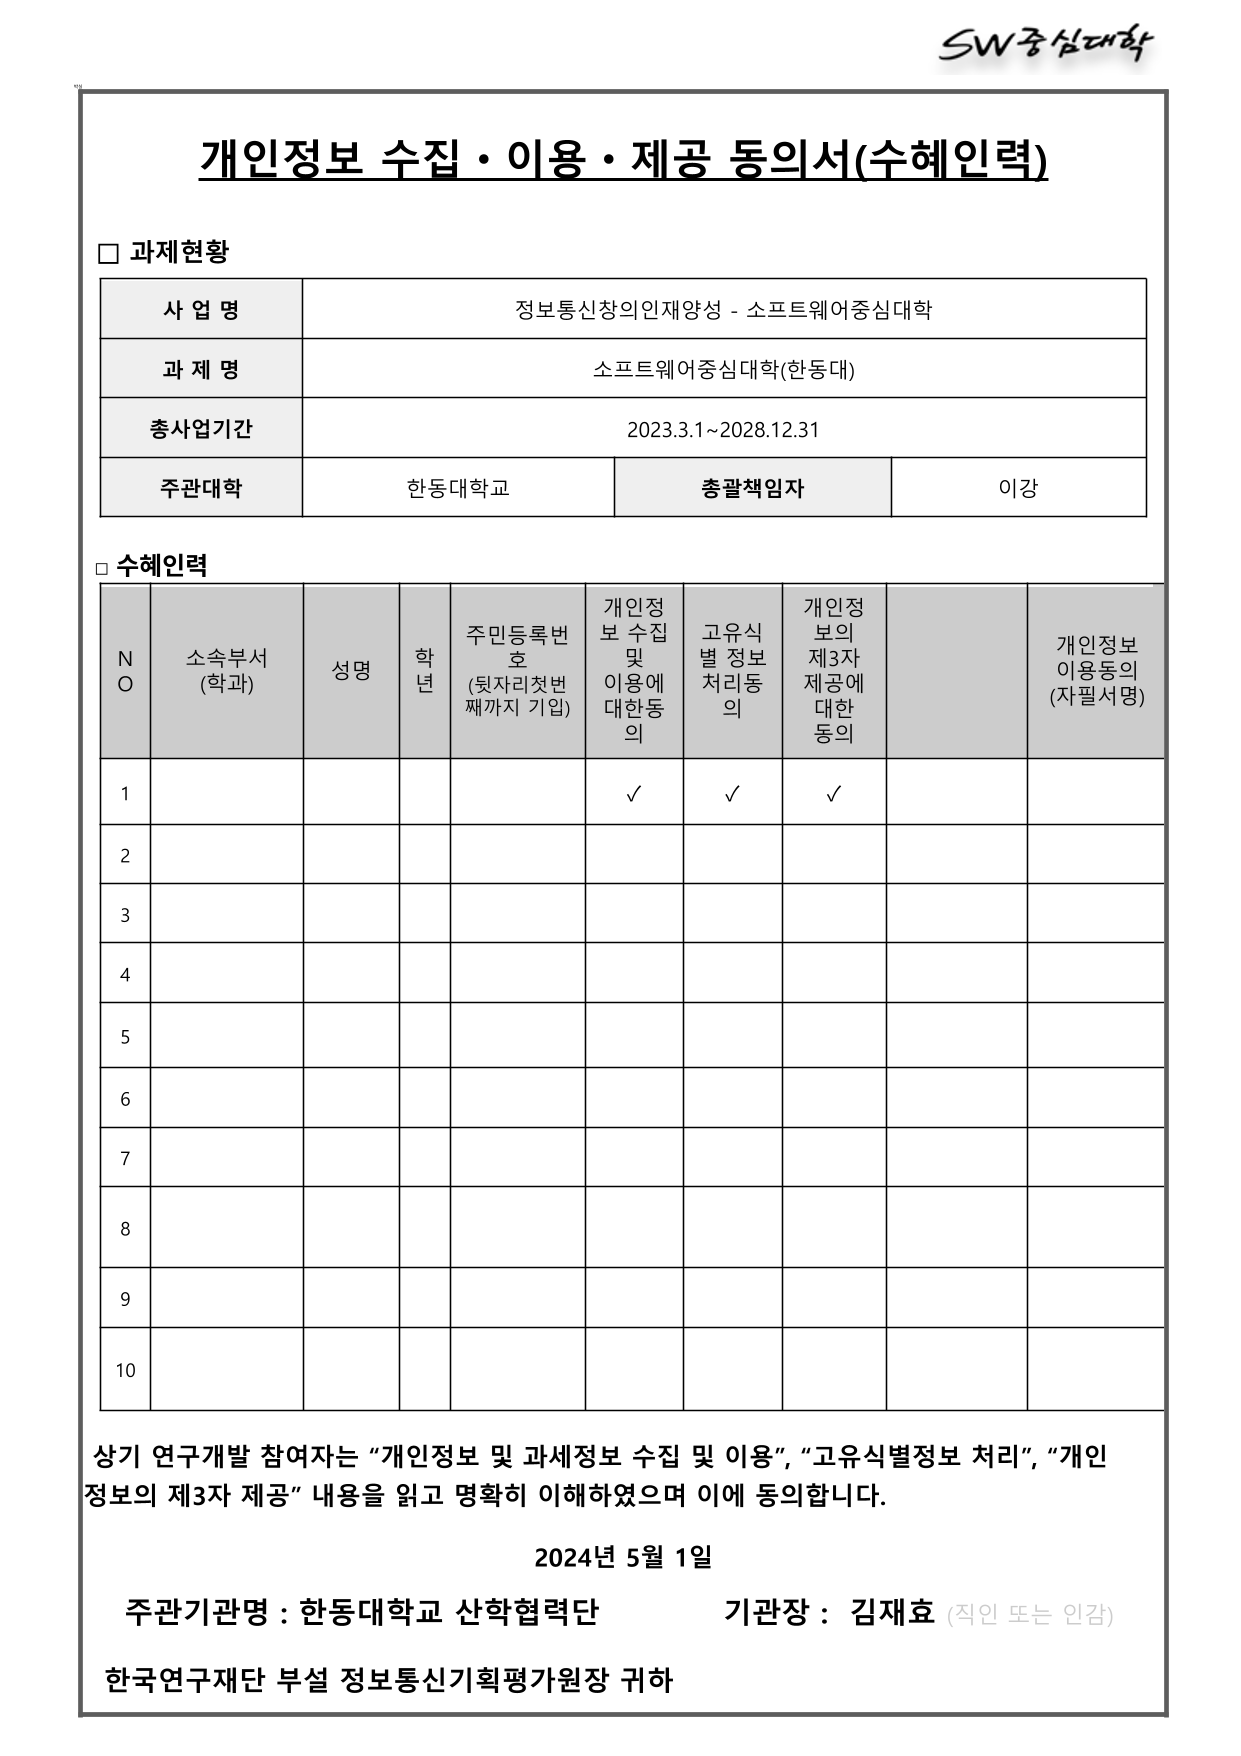 SW중심대학
개인정보 수집·이용·제공 동의서(수혜인력)
□ 과제현황
사 업 명 정보통신창의인재양성 - 소프트웨어중심대학
과 제 명 소프트웨어중심대학(한동대)
총사업기간 2023.3.1~2028.12.31
주관대학 한동대학교 총괄책임자 이강
□ 수혜인력
N
O
소속부서
(학과)
성명
학
년
주민등록번
호
(뒷자리첫번
째까지 기입)
개인정
보 수집
및
이용에
대한동
의
고유식
별 정보
처리동
의
개인정
보의
제3자
제공에
대한
동의
개인정보
이용동의
(자필서명)
1 ✓ ✓ ✓
2
3
4
5
6
7
8
9
10
상기 연구개발 참여자는 “개인정보 및 과세정보 수집 및 이용”, “고유식별정보 처리”, “개인
정보의 제3자 제공” 내용을 읽고 명확히 이해하였으며 이에 동의합니다.
2024년 5월 1일
주관기관명 : 한동대학교 산학협력단 기관장 : 김재효 (직인 또는 인감)
한국연구재단 부설 정보통신기획평가원장 귀하